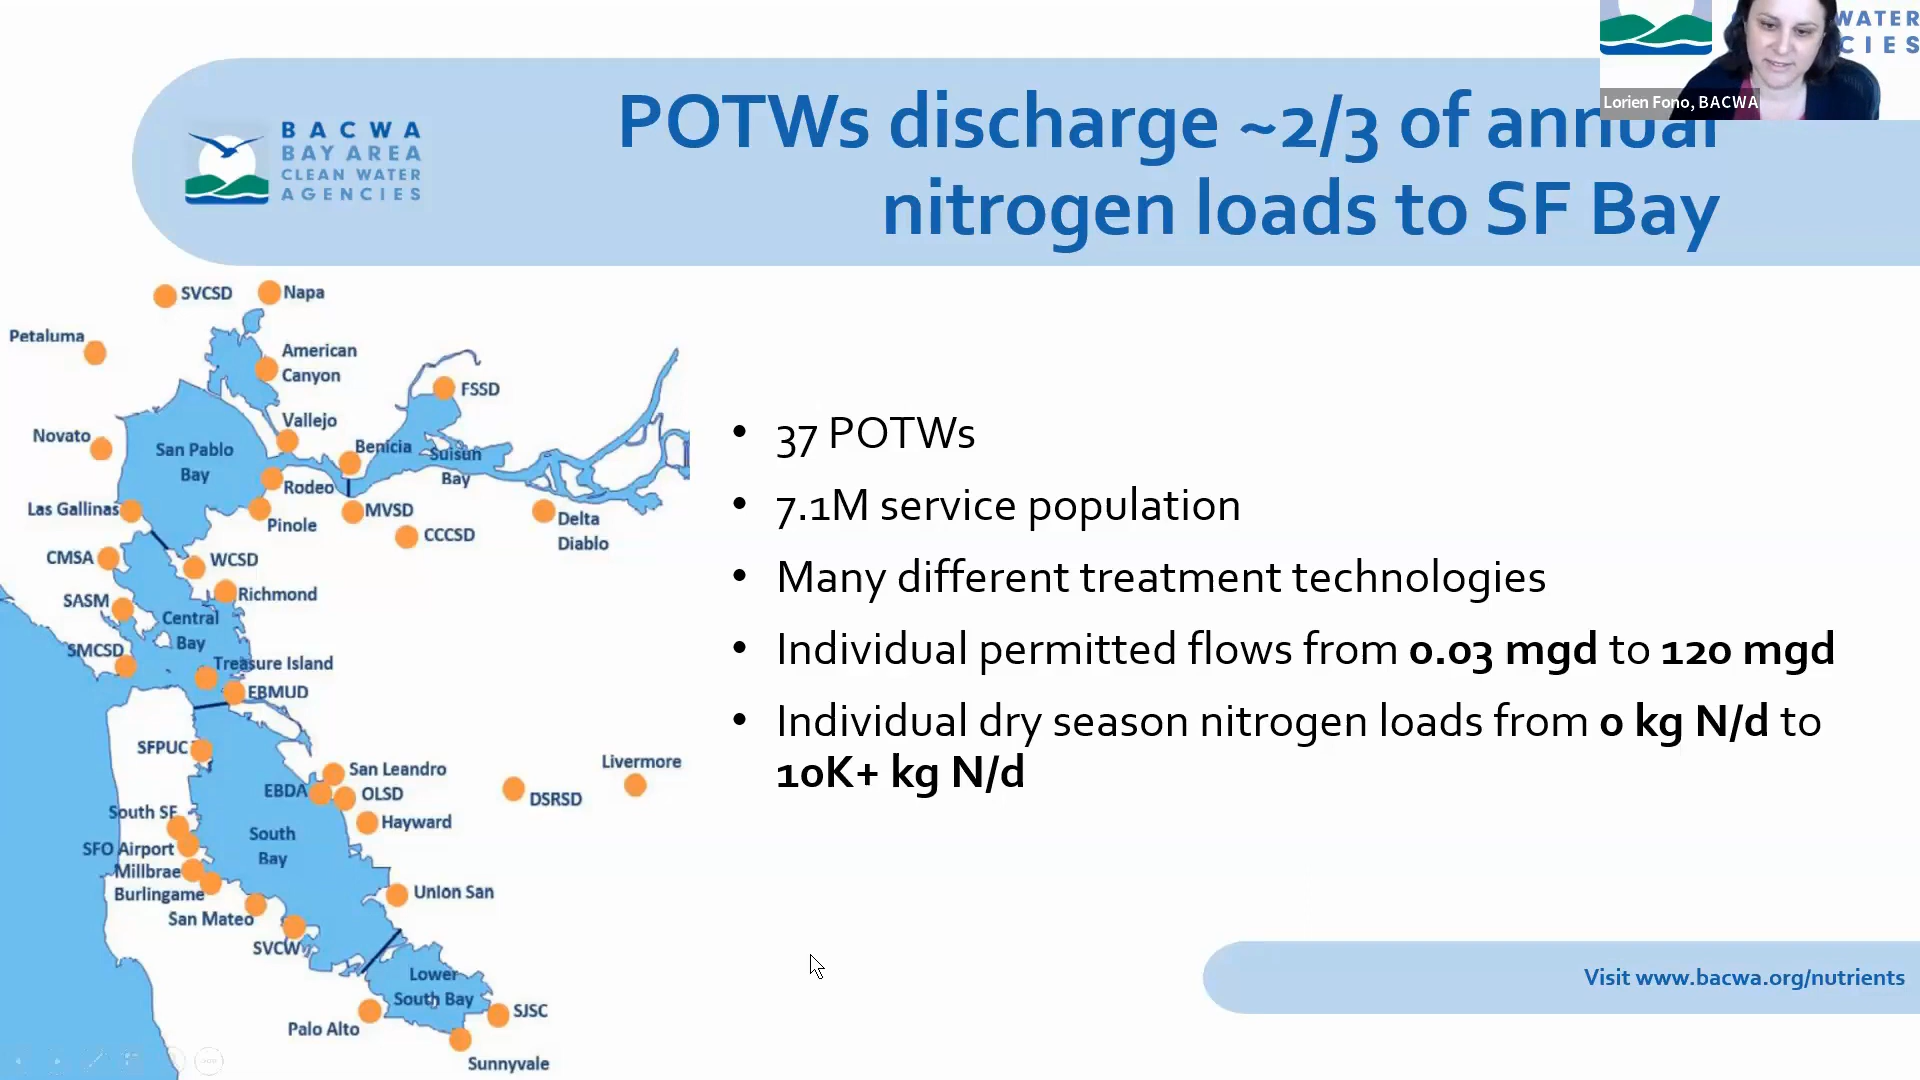 WATER
CIES
Lorien Fono, BACWA
BACWA
BAY AREA
CLEAN WATER
AGENCIES
POTWs discharge ~2/3 of annual
nitrogen loads to SF Bay
SVCSD
Napa
Petaluma
American
Canyon
FSSD
Vallejo
Novato
Benicia
San Pablo
Bay
Suisun
Bay
Rodeo
Las Gallinas
MVSD
Pinole
Delta
Diablo
CCCSD
CMSA
WCSD
Richmond
SASM
Central
Bay
SMCSD
Treasure Island
EBMUD
SFPUC
San Leandro
Livermore
EBDA
OLSD
DSRSD
South SF
Hayward
South
Bay
SFO Airport
Millbrae
Burlingame
Union San
San Mateo
SVCW
Lower
South Bay
SJSC
Palo Alto
Sunnyvale
• 37 POTWs
• 7.1M service population
• Many different treatment technologies
• Individual permitted flows from 0.03 mgd to 120 mgd
• Individual dry season nitrogen loads from 0 kg N/d to
10K+ kg N/d
Visit www.bacwa.org/nutrients